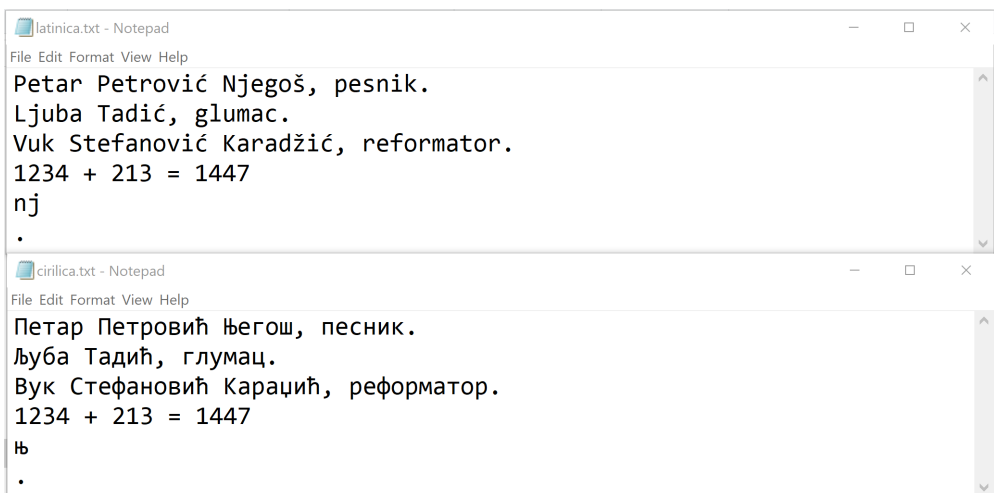 latinica.txt - Notepad
File Edit Format View Help
Petar Petrović Njegoš, pesnik.
Ljuba Tadić, glumac.
Vuk Stefanović Karadžić, reformator.
1234 + 213 = 1447
nj
.
cirilica.txt - Notepad
File Edit Format View Help
Петар Петровић Његош, песник.
Љуба Тадић, глумац.
Вук Стефановић Караџић, реформатор.
1234 + 213 = 1447
њ
.